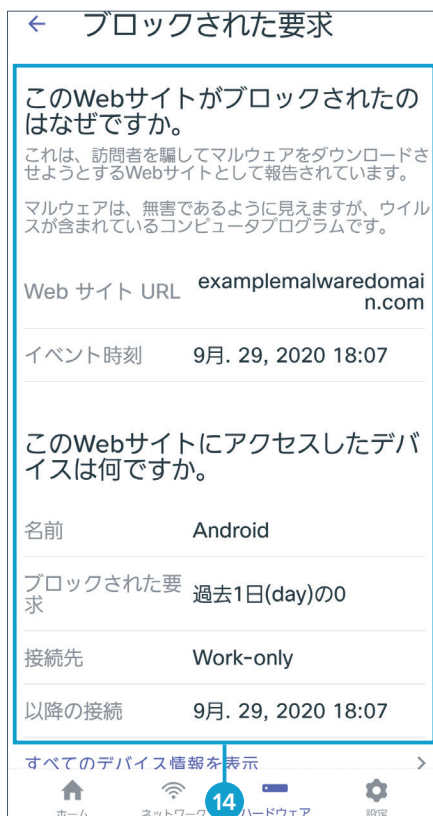 ← ブロックされた要求
このWebサイトがブロックされたの
はなぜですか。
これは、訪問者を騙してマルウェアをダウンロードさ
せようとするWebサイトとして報告されています。
マルウェアは、無害であるように見えますが、ウイル
スが含まれているコンピュータプログラムです。
Web サイト URL examplemalwaredomai
n.com
イベント時刻 9月. 29, 2020 18:07
このWebサイトにアクセスしたデバ
イスは何ですか。
名前 Android
ブロックされた要
求 過去1日(day)の0
接続先 Work-only
以降の接続 9月. 29, 2020 18:07
すべてのデバイス情報を表示 >
14
ホーム ネットワーク ハードウェア 設定